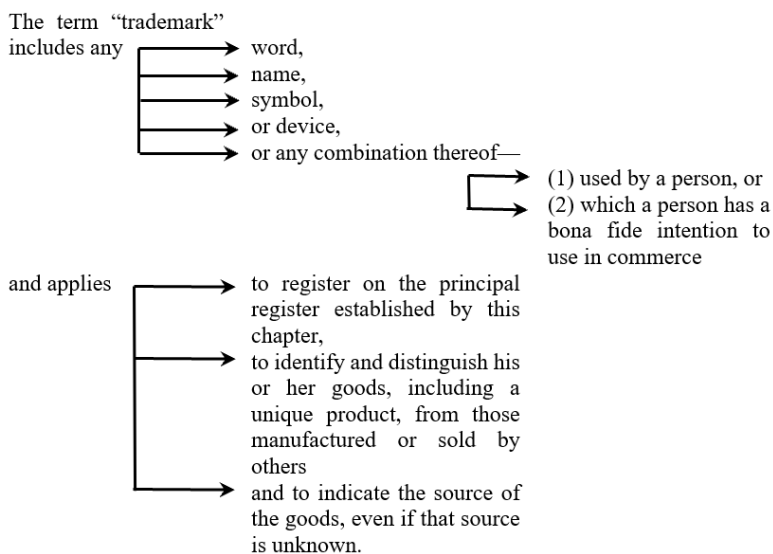 The term “trademark”
includes any
word,
name,
symbol,
or device,
or any combination thereof—
(1) used by a person, or
(2) which a person has a
bona fide intention to
use in commerce
and applies
to register on the principal
register established by this
chapter,
to identify and distinguish his
or her goods, including a
unique product, from those
manufactured or sold by
others
and to indicate the source of
the goods, even if that source
is unknown.